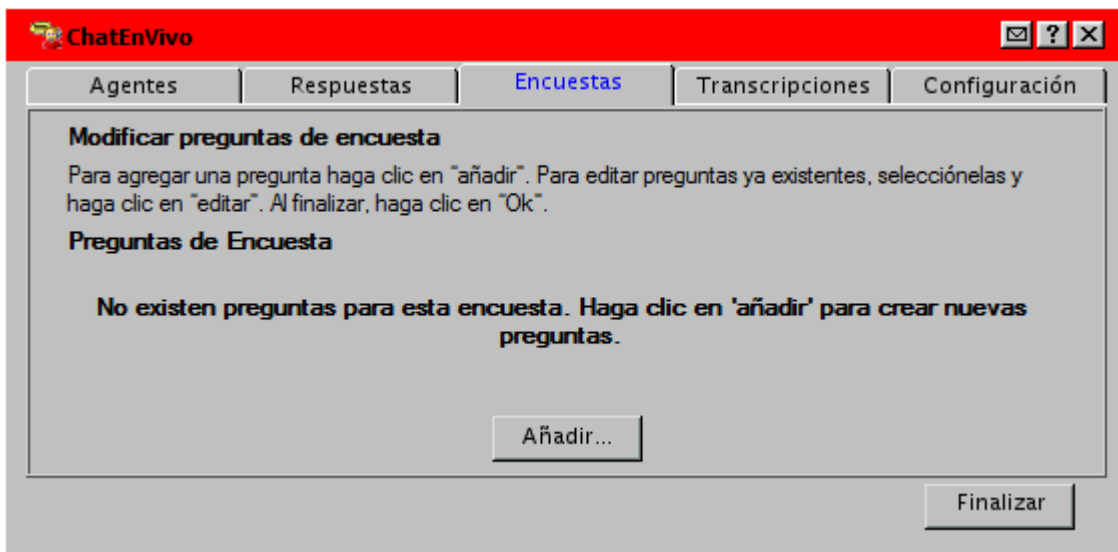 ChatEnVivo
?
Agentes
Respuestas
Encuestas
Transcripciones
Configuración
Modificar preguntas de encuesta
Para agregar una pregunta haga clic en "añadir". Para editar preguntas ya existentes, selecciónelas y
haga clic en "editar". Al finalizar, haga clic en "Ok".
Preguntas de Encuesta
No existen preguntas para esta encuesta. Haga clic en 'añadir' para crear nuevas
preguntas.
Añadir...
Finalizar